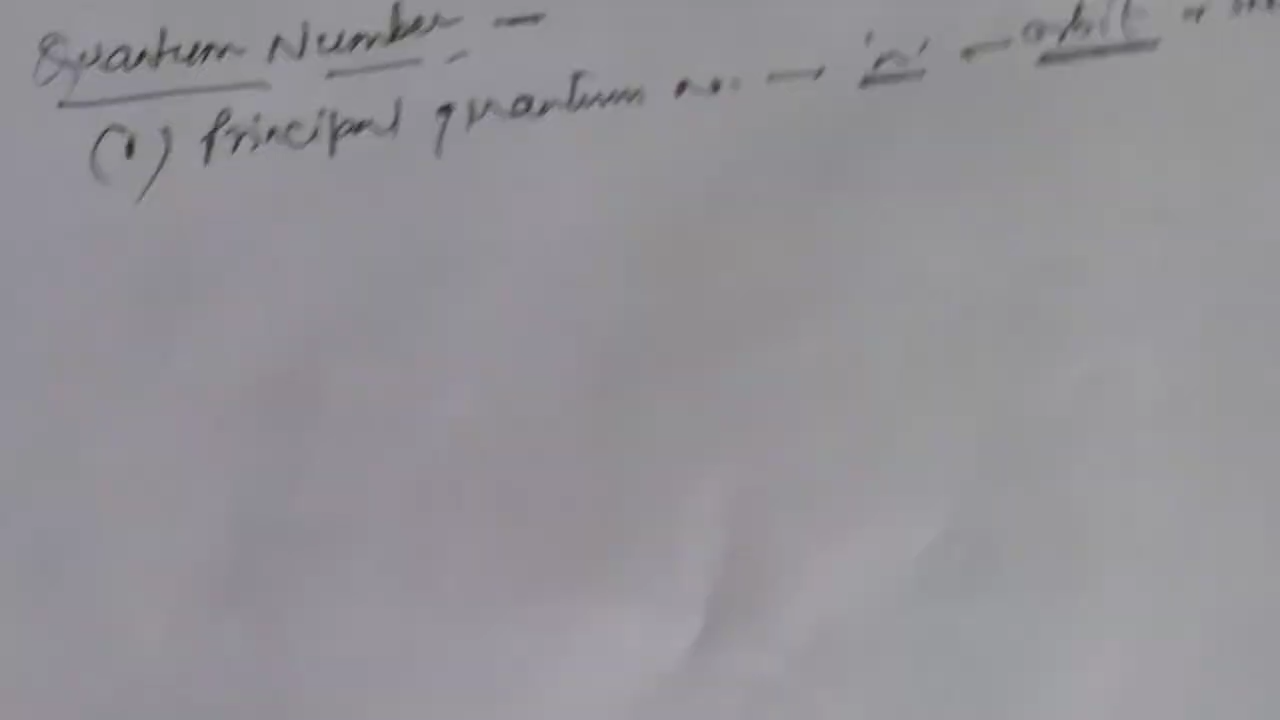 Quantum Number -
(1) Principal quantum no. → 'n' - orbit